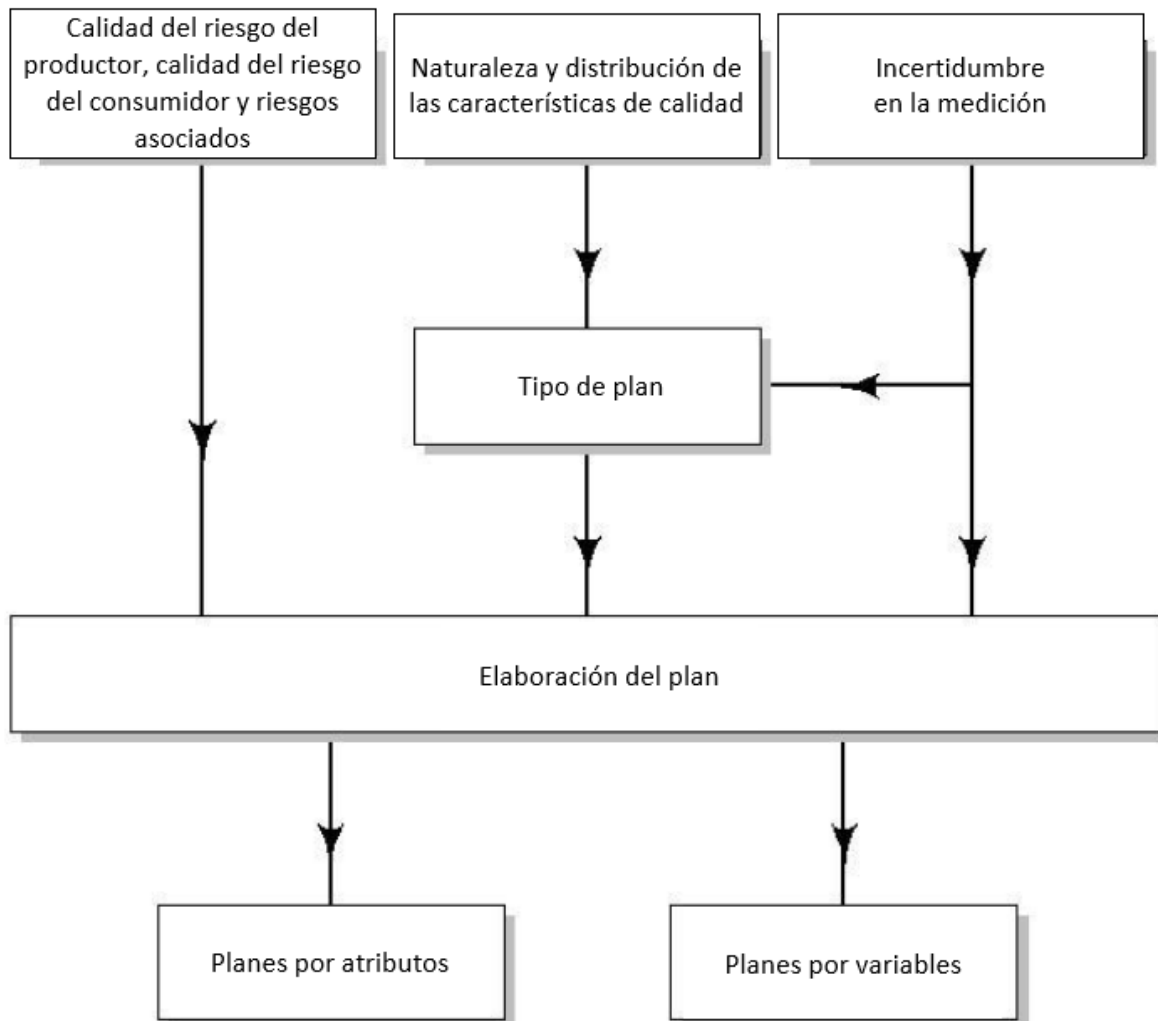 Calidad del riesgo del
productor, calidad del riesgo
del consumidor y riesgos
asociados
Naturaleza y distribución de
las características de calidad
Incertidumbre
en la medición
Tipo de plan
Elaboración del plan
Planes por atributos
Planes por variables